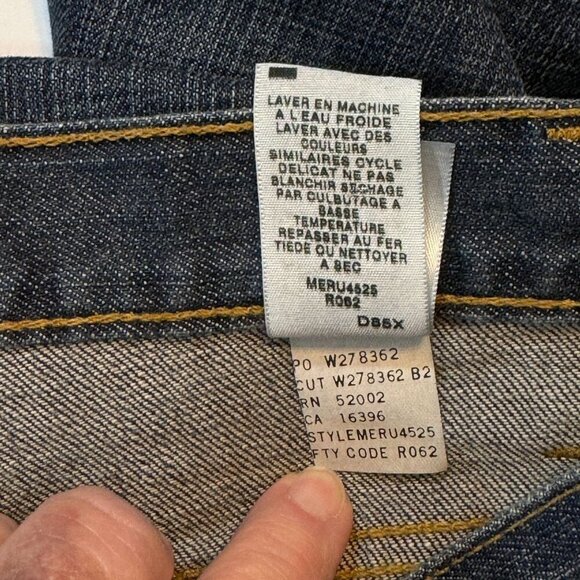 LAVER EN MACHINE
A L'EAU FROIDE
LAVER AVEC DES
COULEURS
SIMILAIRES CYCLE
DELICAT NE PAS
BLANCHIR SECHAGE
PAR CULBUTAGE A
BASSE
TEMPERATURE
REPASSER AU FER
TIEDE OU NETTOYER
A SEC
MERU4525
R062
DS5X
PO W278362
CUT W278362 B2
RN 52002
CA 16396
STYLEMERU4525
FTY CODE R062